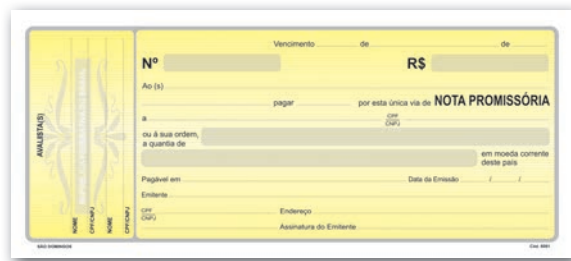 Vencimento de de
Nº R$
Ao (s)
pagar por esta única via de NOTA PROMISSÓRIA
a CPF CNPJ
ou à sua ordem,
a quantia de
em moeda corrente
deste país
Pagável em Data da Emissão / /
Emitente
CPF CNPJ Endereço
Assinatura do Emitente
AVALISTA(S)
NOME
CPF/CNPJ
NOME
CPF/CNPJ
SÃO DOMINGOS